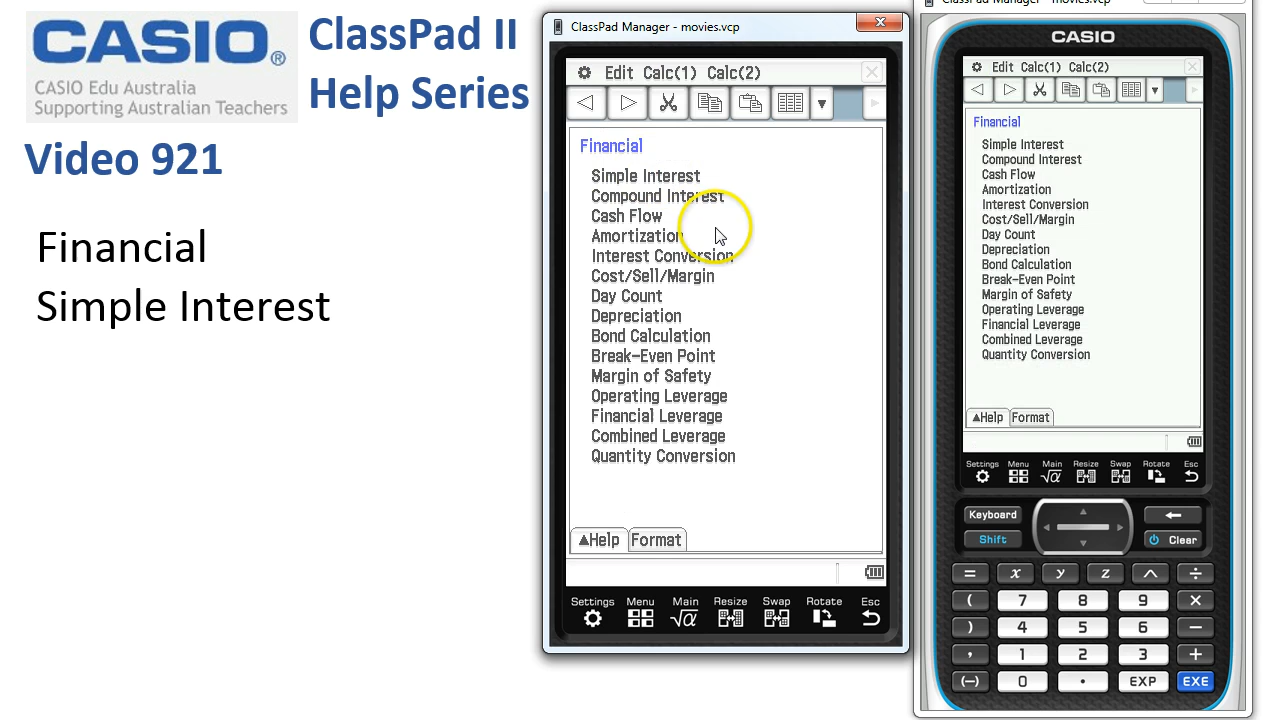 CASIO®
CASIO Edu Australia
Supporting Australian Teachers
ClassPad II
Help Series
Video 921
Financial
Simple Interest
ClassPad Manager - movies.vcp
Edit Calc(1) Calc(2)
Financial
Simple Interest
Compound Interest
Cash Flow
Amortization
Interest Conversion
Cost/Sell/Margin
Day Count
Depreciation
Bond Calculation
Break-Even Point
Margin of Safety
Operating Leverage
Financial Leverage
Combined Leverage
Quantity Conversion
▲Help Format
Settings Menu Main Resize Swap Rotate Esc
√α
ClassPad Manager - movies.vcp
CASIO
Edit Calc(1) Calc(2)
Financial
Simple Interest
Compound Interest
Cash Flow
Amortization
Interest Conversion
Cost/Sell/Margin
Day Count
Depreciation
Bond Calculation
Break-Even Point
Margin of Safety
Operating Leverage
Financial Leverage
Combined Leverage
Quantity Conversion
▲Help Format
Settings Menu Main Resize Swap Rotate Esc
√α
Keyboard
Shift Clear
= x y z ^ ÷
( 7 8 9 ×
) 4 5 6 −
, 1 2 3 +
(−) 0 • EXP EXE